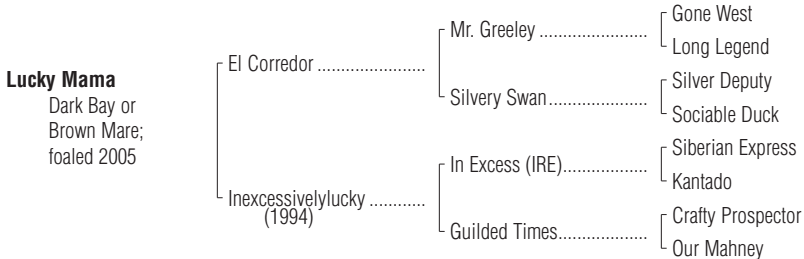 Lucky Mama
Dark Bay or
Brown Mare;
foaled 2005
El Corredor ......................
Inexcessivelylucky ............
(1994)
Mr. Greeley .......................
Silvery Swan.....................
In Excess (IRE)..................
Guilded Times...................
Gone West
Long Legend
Silver Deputy
Sociable Duck
Siberian Express
Kantado
Crafty Prospector
Our Mahney